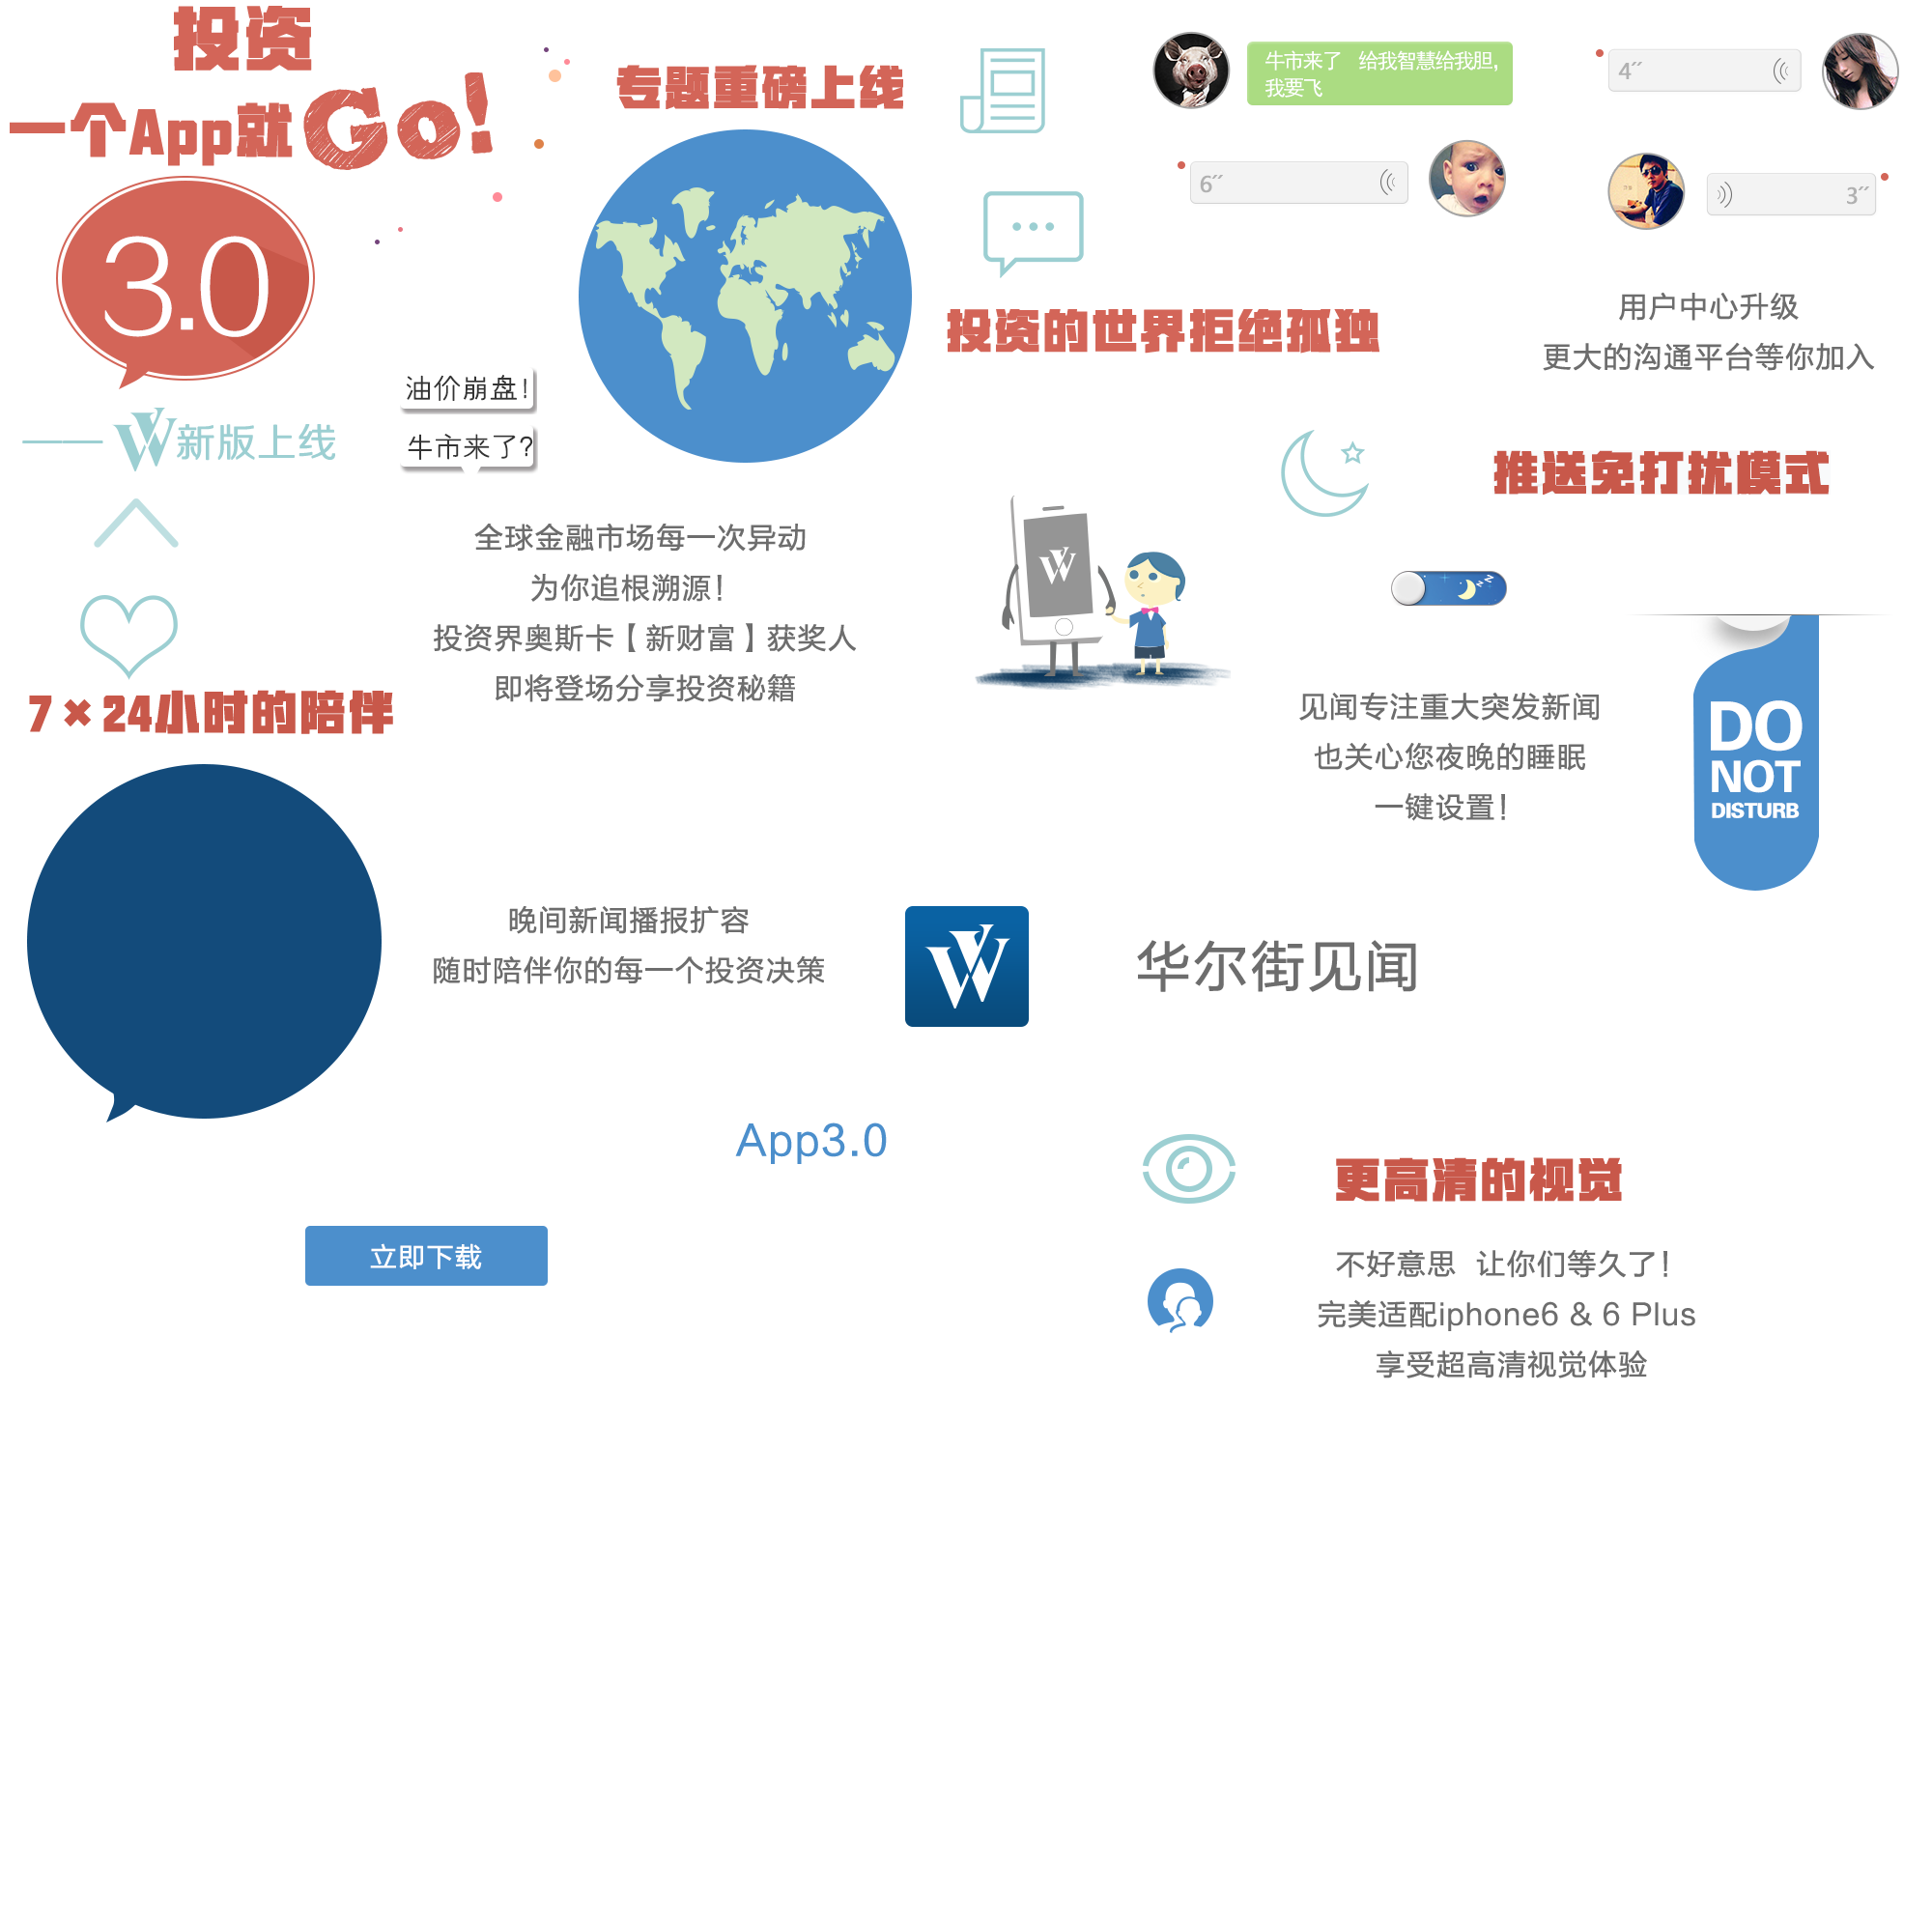 投资
一个App就Go!
3.0
——W新版上线
油价崩盘!
牛市来了?
专题重磅上线
全球金融市场每一次异动
为你追根溯源!
投资界奥斯卡【新财富】获奖人
即将登场分享投资秘籍
牛市来了 给我智慧给我胆,
我要飞
4″
6″
3″
投资的世界拒绝孤独
用户中心升级
更大的沟通平台等你加入
推送免打扰模式
zzz
W
见闻专注重大突发新闻
也关心您夜晚的睡眠
一键设置!
DO
NOT
DISTURB
7×24小时的陪伴
晚间新闻播报扩容
随时陪伴你的每一个投资决策
W
华尔街见闻
App3.0
立即下载
更高清的视觉
不好意思 让你们等久了!
完美适配iphone6 & 6 Plus
享受超高清视觉体验